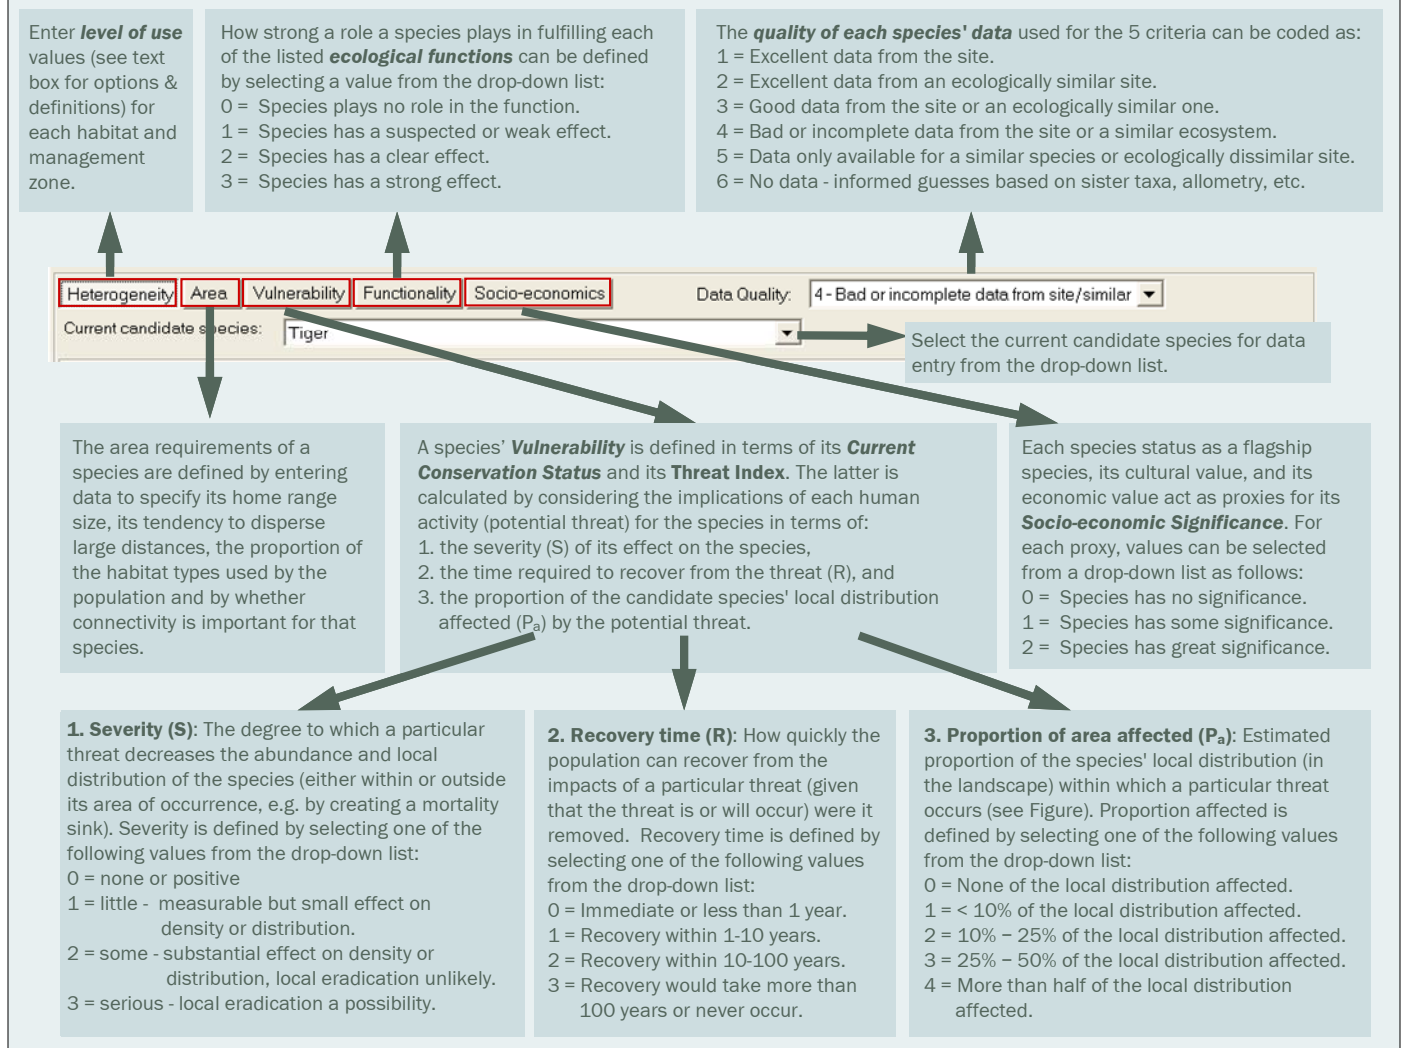 Enter level of use
values (see text
box for options &
definitions) for
each habitat and
management
zone.
How strong a role a species plays in fulfilling each
of the listed ecological functions can be defined
by selecting a value from the drop-down list:
0 = Species plays no role in the function.
1 = Species has a suspected or weak effect.
2 = Species has a clear effect.
3 = Species has a strong effect.
The quality of each species' data used for the 5 criteria can be coded as:
1 = Excellent data from the site.
2 = Excellent data from an ecologically similar site.
3 = Good data from the site or an ecologically similar one.
4 = Bad or incomplete data from the site or a similar ecosystem.
5 = Data only available for a similar species or ecologically dissimilar site.
6 = No data - informed guesses based on sister taxa, allometry, etc.
Heterogeneity Area Vulnerability Functionality Socio-economics Data Quality: 4 - Bad or incomplete data from site/similar
Current candidate species: Tiger
Select the current candidate species for data
entry from the drop-down list.
The area requirements of a
species are defined by entering
data to specify its home range
size, its tendency to disperse
large distances, the proportion of
the habitat types used by the
population and by whether
connectivity is important for that
species.
A species’ Vulnerability is defined in terms of its Current
Conservation Status and its Threat Index. The latter is
calculated by considering the implications of each human
activity (potential threat) for the species in terms of:
1. the severity (S) of its effect on the species,
2. the time required to recover from the threat (R), and
3. the proportion of the candidate species' local distribution
affected (Pa) by the potential threat.
Each species status as a flagship
species, its cultural value, and its
economic value act as proxies for its
Socio-economic Significance. For
each proxy, values can be selected
from a drop-down list as follows:
0 = Species has no significance.
1 = Species has some significance.
2 = Species has great significance.
1. Severity (S): The degree to which a particular
threat decreases the abundance and local
distribution of the species (either within or outside
its area of occurrence, e.g. by creating a mortality
sink). Severity is defined by selecting one of the
following values from the drop-down list:
0 = none or positive
1 = little - measurable but small effect on
density or distribution.
2 = some - substantial effect on density or
distribution, local eradication unlikely.
3 = serious - local eradication a possibility.
2. Recovery time (R): How quickly the
population can recover from the
impacts of a particular threat (given
that the threat is or will occur) were it
removed. Recovery time is defined by
selecting one of the following values
from the drop-down list:
0 = Immediate or less than 1 year.
1 = Recovery within 1-10 years.
2 = Recovery within 10-100 years.
3 = Recovery would take more than
100 years or never occur.
3. Proportion of area affected (Pa): Estimated
proportion of the species' local distribution (in
the landscape) within which a particular threat
occurs (see Figure). Proportion affected is
defined by selecting one of the following values
from the drop-down list:
0 = None of the local distribution affected.
1 = < 10% of the local distribution affected.
2 = 10% – 25% of the local distribution affected.
3 = 25% – 50% of the local distribution affected.
4 = More than half of the local distribution
affected.